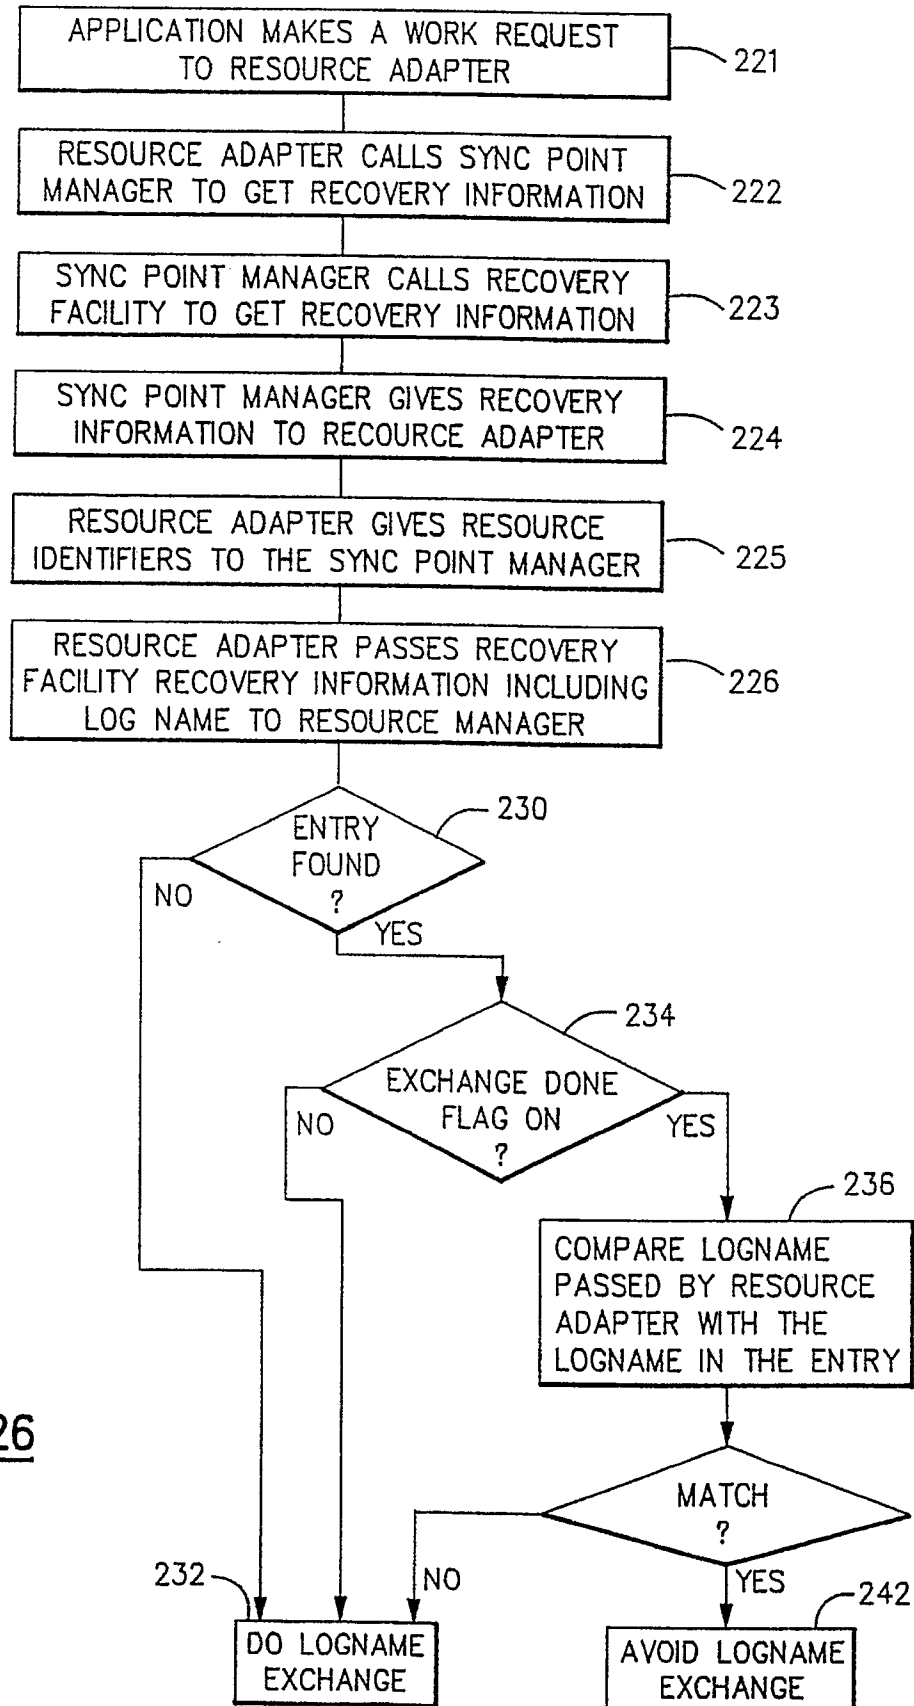 APPLICATION MAKES A WORK REQUEST
TO RESOURCE ADAPTER
221
RESOURCE ADAPTER CALLS SYNC POINT
MANAGER TO GET RECOVERY INFORMATION
222
SYNC POINT MANAGER CALLS RECOVERY
FACILITY TO GET RECOVERY INFORMATION
223
SYNC POINT MANAGER GIVES RECOVERY
INFORMATION TO RECOURCE ADAPTER
224
RESOURCE ADAPTER GIVES RESOURCE
IDENTIFIERS TO THE SYNC POINT MANAGER
225
RESOURCE ADAPTER PASSES RECOVERY
FACILITY RECOVERY INFORMATION INCLUDING
LOG NAME TO RESOURCE MANAGER
226
230
ENTRY
FOUND
?
NO
YES
234
EXCHANGE DONE
FLAG ON
?
NO
YES
236
COMPARE LOGNAME
PASSED BY RESOURCE
ADAPTER WITH THE
LOGNAME IN THE ENTRY
26
MATCH
?
NO
YES
232
DO LOGNAME
EXCHANGE
242
AVOID LOGNAME
EXCHANGE